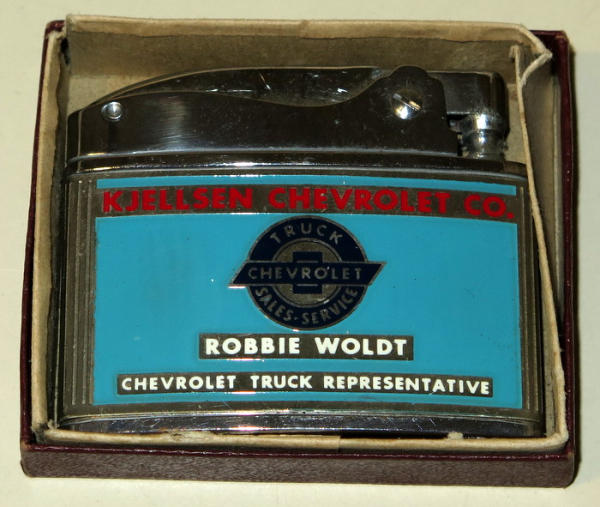 KJELLSEN CHEVROLET CO.
TRUCK
CHEVROLET
SALES-SERVICE
ROBBIE WOLDT
CHEVROLET TRUCK REPRESENTATIVE